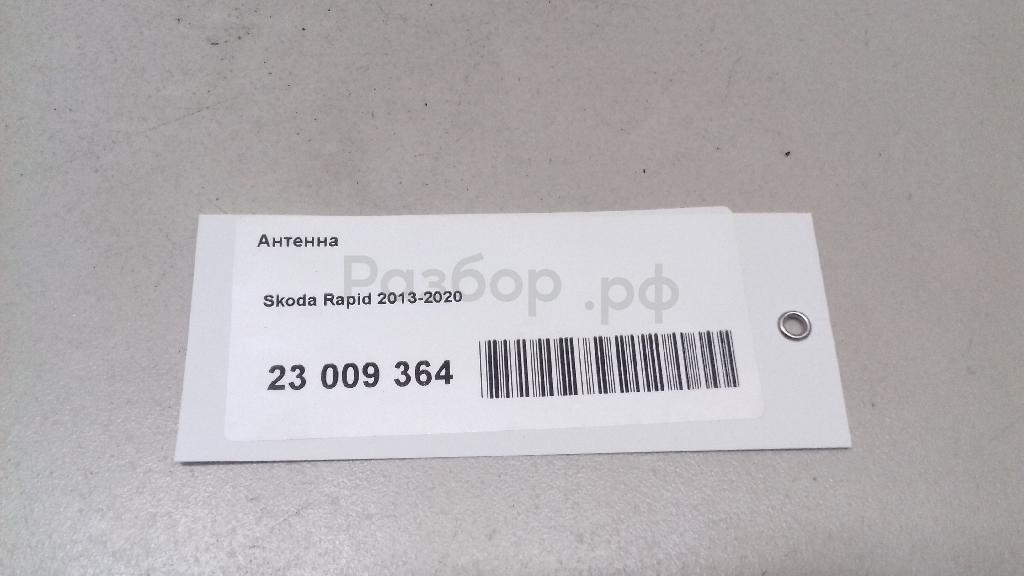 Антенна
Разбор.рф
Skoda Rapid 2013-2020
23 009 364